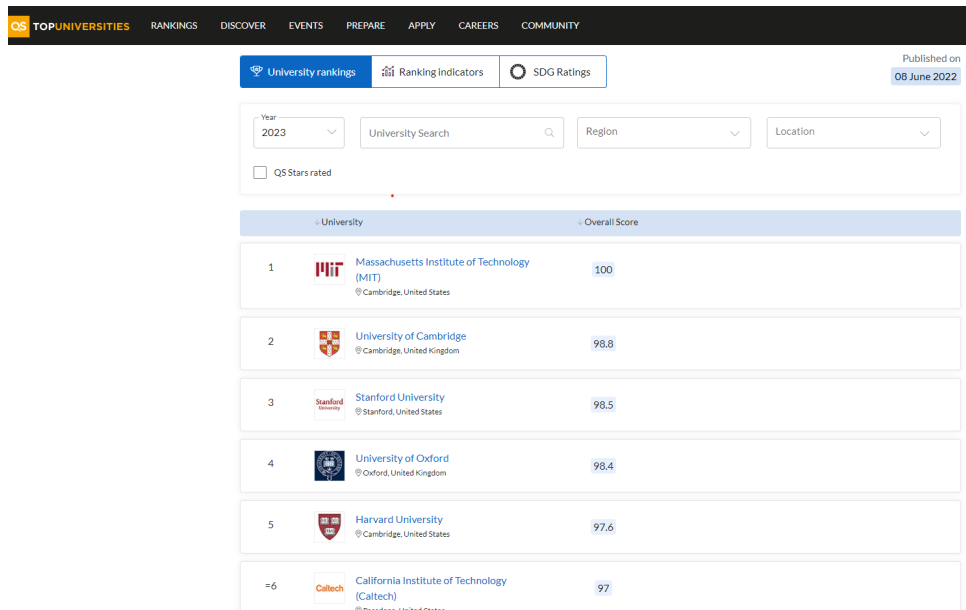 QS TOPUNIVERSITIES RANKINGS DISCOVER EVENTS PREPARE APPLY CAREERS COMMUNITY
Published on
University rankings Ranking indicators SDG Ratings
08 June 2022
Year
2023 University Search Region Location
QS Stars rated
University Overall Score
1 Massachusetts Institute of Technology
(MIT) 100
Cambridge, United States
2 University of Cambridge 98.8
Cambridge, United Kingdom
3 Stanford University Stanford University 98.5
Stanford, United States
4 University of Oxford 98.4
Oxford, United Kingdom
5 Harvard University 97.6
Cambridge, United States
=6 Caltech California Institute of Technology
(Caltech) 97
Pasadena, United States